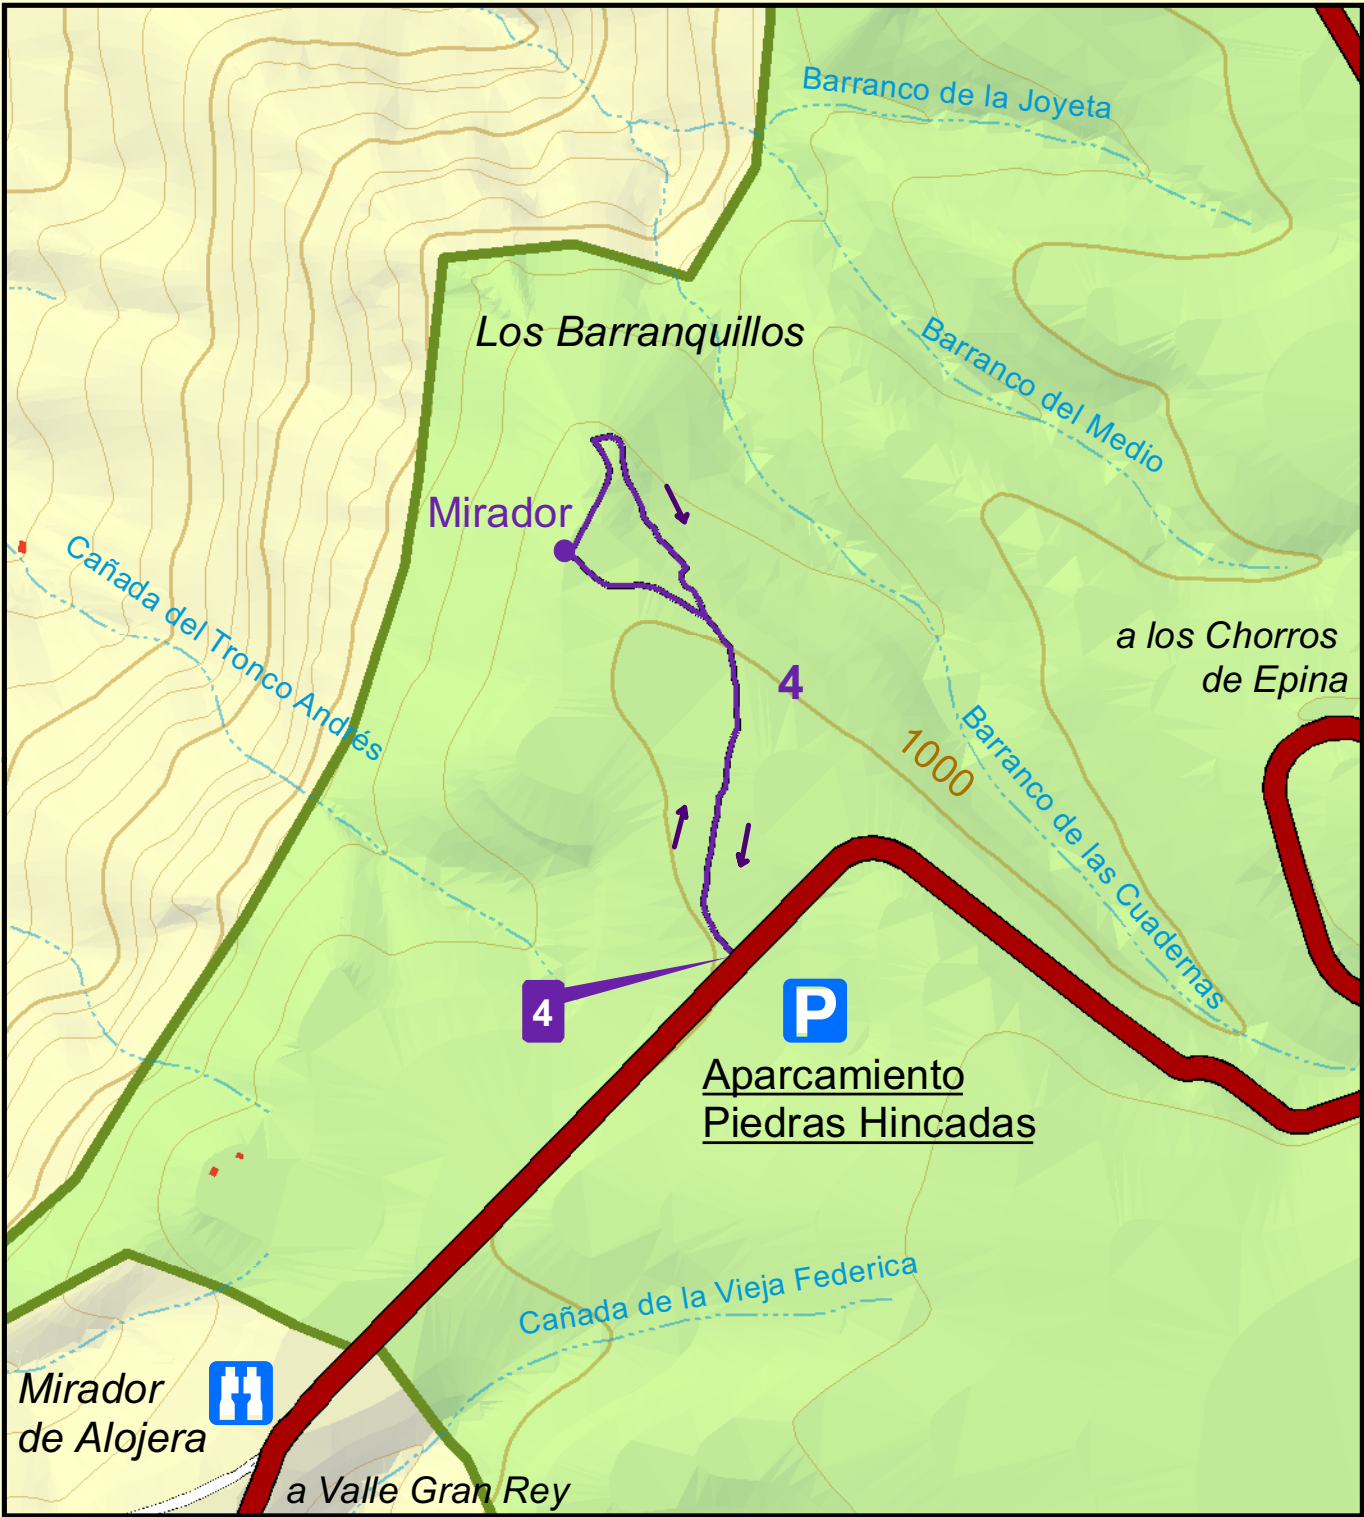 Barranco de la Joyeta
Los Barranquillos
Barranco del Medio
Mirador
Cañada del Tronco Andrés
a los Chorros
de Epina
4
1000
Barranco de las Cuadernas
4
P
Aparcamiento
Piedras Hincadas
Cañada de la Vieja Federica
Mirador
de Alojera
a Valle Gran Rey